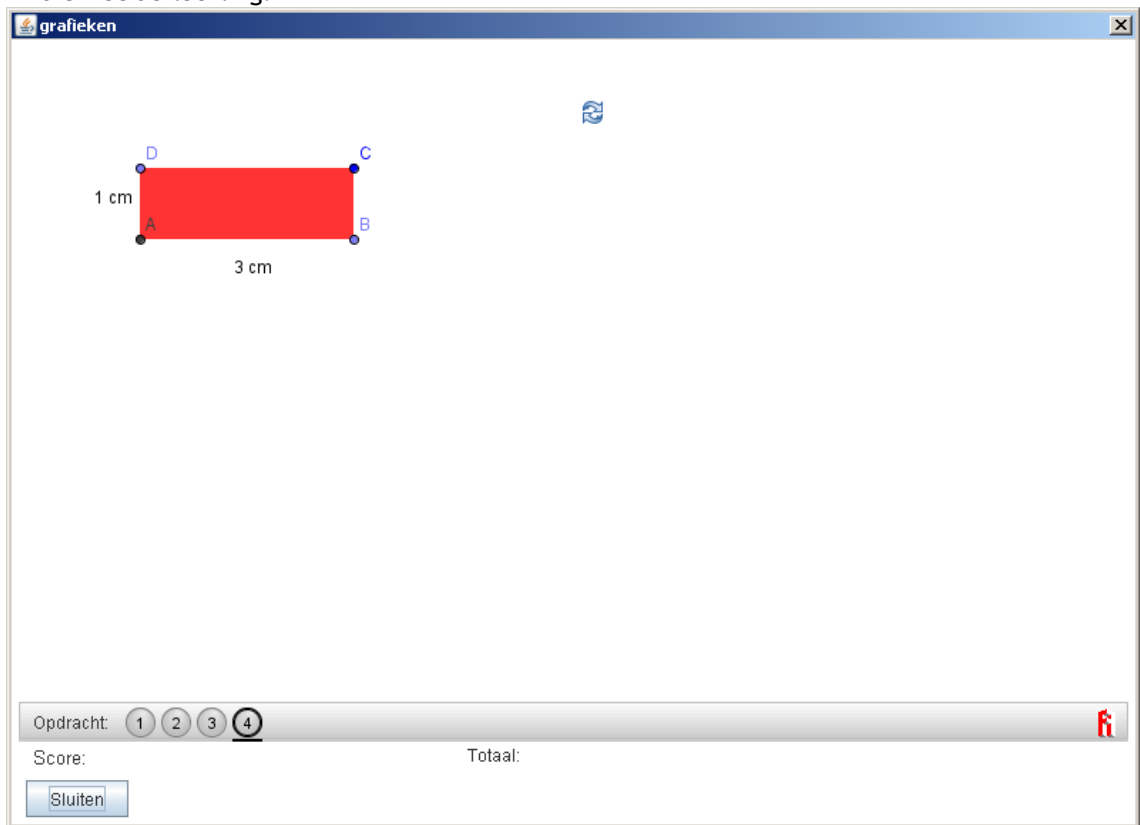 grafieken
D C
1 cm
A B
3 cm
Opdracht: 1 2 3 4
Score: Totaal:
Sluiten